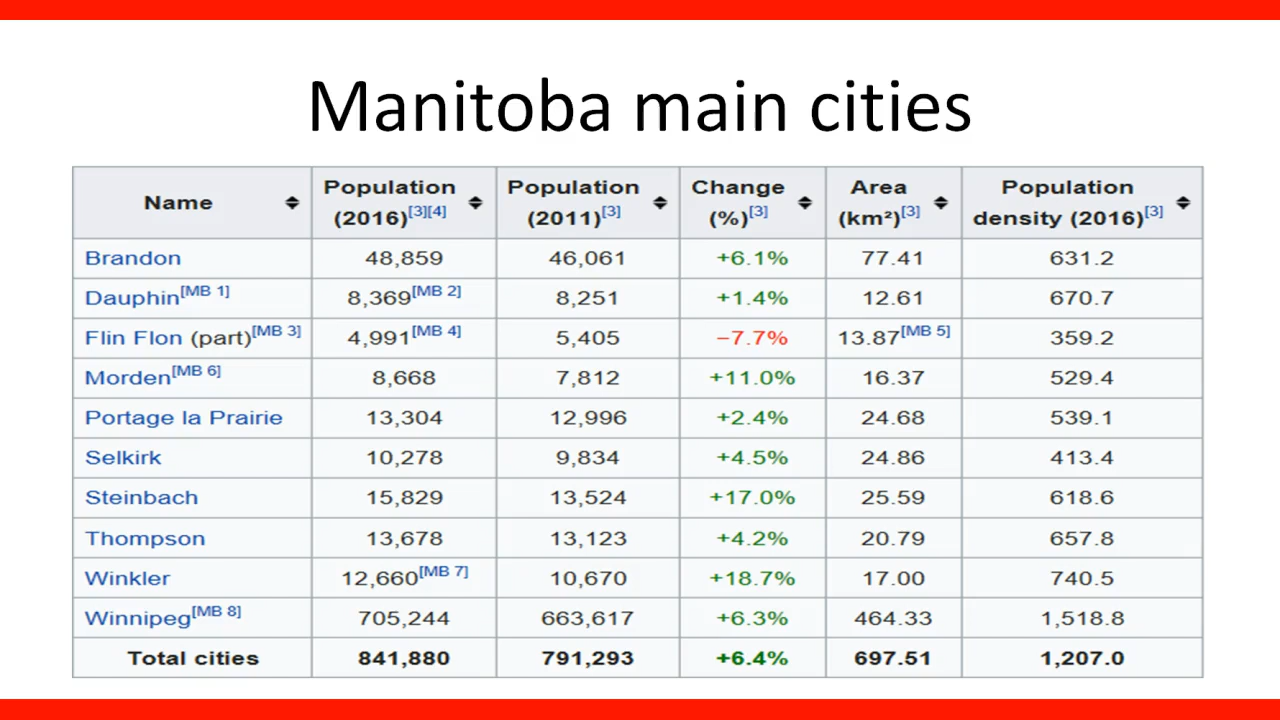 Manitoba main cities
Name Population (2016)[3][4] Population (2011)[3] Change (%)[3] Area (km²)[3] Population density (2016)[3]
Brandon 48,859 46,061 +6.1% 77.41 631.2
Dauphin[MB 1] 8,369[MB 2] 8,251 +1.4% 12.61 670.7
Flin Flon (part)[MB 3] 4,991[MB 4] 5,405 −7.7% 13.87[MB 5] 359.2
Morden[MB 6] 8,668 7,812 +11.0% 16.37 529.4
Portage la Prairie 13,304 12,996 +2.4% 24.68 539.1
Selkirk 10,278 9,834 +4.5% 24.86 413.4
Steinbach 15,829 13,524 +17.0% 25.59 618.6
Thompson 13,678 13,123 +4.2% 20.79 657.8
Winkler 12,660[MB 7] 10,670 +18.7% 17.00 740.5
Winnipeg[MB 8] 705,244 663,617 +6.3% 464.33 1,518.8
Total cities 841,880 791,293 +6.4% 697.51 1,207.0